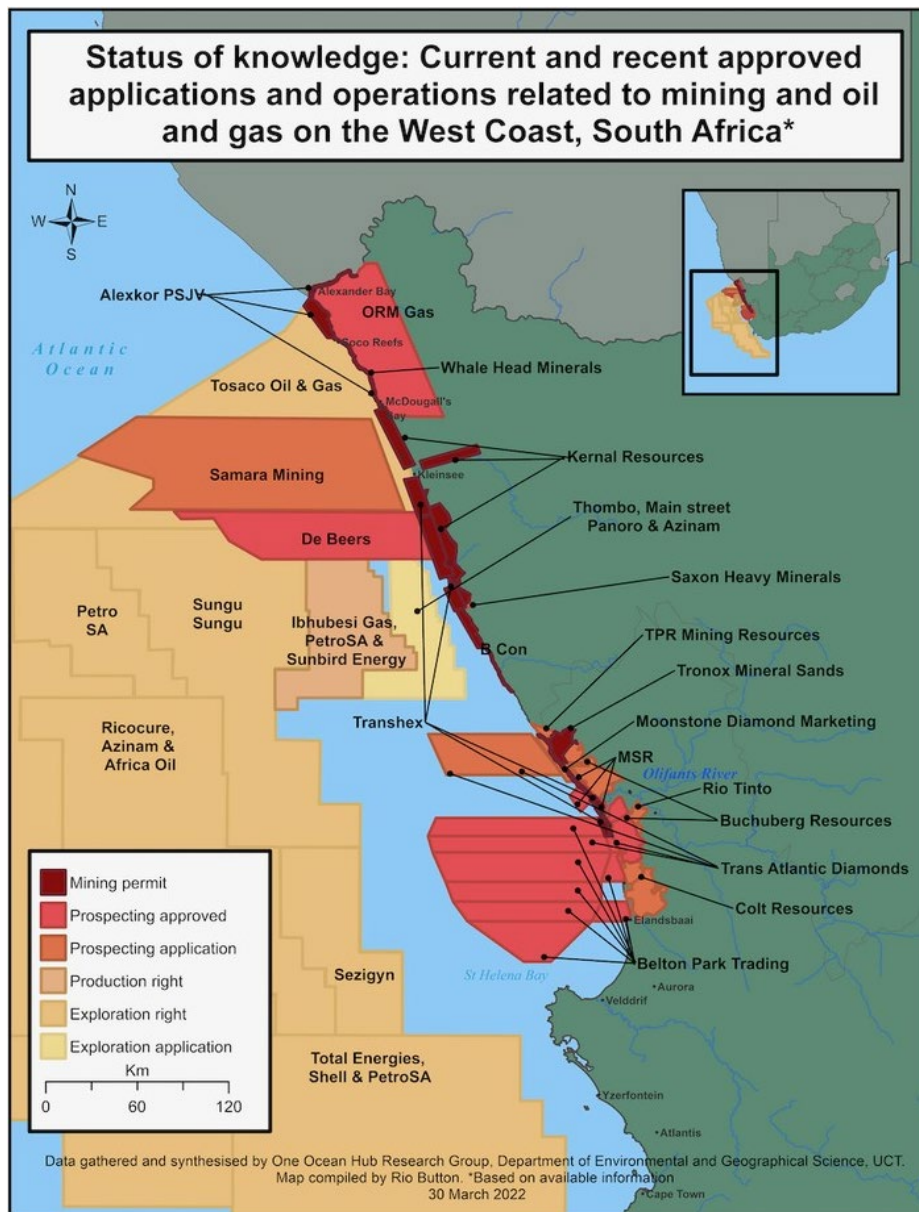 Status of knowledge: Current and recent approved
applications and operations related to mining and oil
and gas on the West Coast, South Africa*
N
W E
S
Alexkor PSJV
Alexander Bay
ORM Gas
Atlantic
Ocean
Soco Reefs
Whale Head Minerals
Tosaco Oil & Gas
McDougall's
Bay
Kernal Resources
Samara Mining
Kleinsee
Thombo, Main street
Panoro & Azinam
De Beers
Saxon Heavy Minerals
Petro
SA
Sungu
Sungu
Ibhubesi Gas,
PetroSA &
Sunbird Energy
TPR Mining Resources
B Con
Tronox Mineral Sands
Ricocure,
Azinam &
Africa Oil
Transhex
Moonstone Diamond Marketing
MSR
Olifants River
Rio Tinto
Buchuberg Resources
Trans Atlantic Diamonds
Colt Resources
Elandsbaai
Belton Park Trading
St Helena Bay
Sezigyn
Aurora
Velddrif
Total Energies,
Shell & PetroSA
Yzerfontein
Atlantis
Cape Town
Mining permit
Prospecting approved
Prospecting application
Production right
Exploration right
Exploration application
Km
0 60 120
Data gathered and synthesised by One Ocean Hub Research Group, Department of Environmental and Geographical Science, UCT.
Map compiled by Rio Button. *Based on available information
30 March 2022